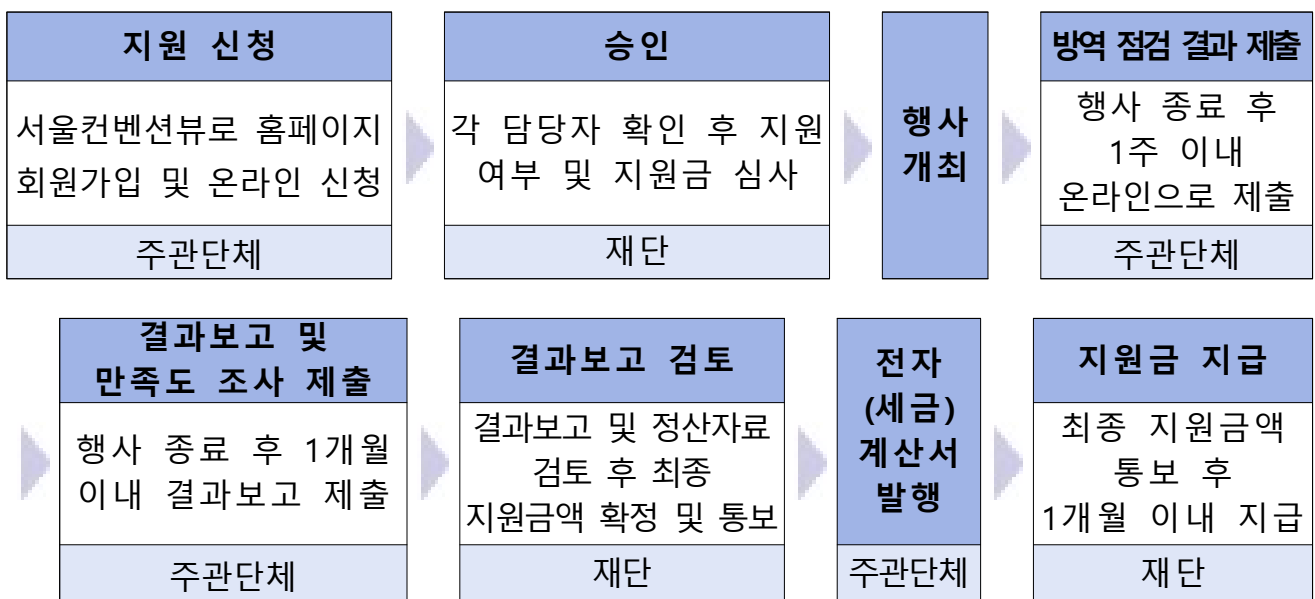 지원 신청
서울컨벤션뷰로 홈페이지
회원가입 및 온라인 신청
주관단체
승인
각 담당자 확인 후 지원
여부 및 지원금 심사
재단
행사
개최
방역 점검 결과 제출
행사 종료 후
1주 이내
온라인으로 제출
주관단체
결과보고 및
만족도 조사 제출
행사 종료 후 1개월
이내 결과보고 제출
주관단체
결과보고 검토
결과보고 및 정산자료
검토 후 최종
지원금액 확정 및 통보
재단
전자
(세금)
계산서
발행
주관단체
지원금 지급
최종 지원금액
통보 후
1개월 이내 지급
재단